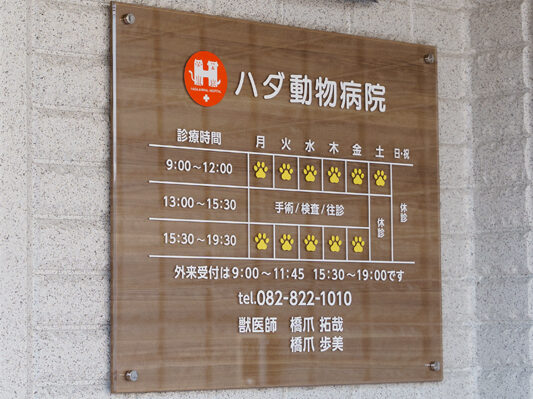 ハダ動物病院
診療時間 月 火 水 木 金 土 日・祝
9:00～12:00
13:00～15:30 手術/検査/往診 休診 休診
15:30～19:30
外来受付は9:00～11:45 15:30～19:00です
tel.082-822-1010
獣医師 橋爪 拓哉
橋爪 歩美